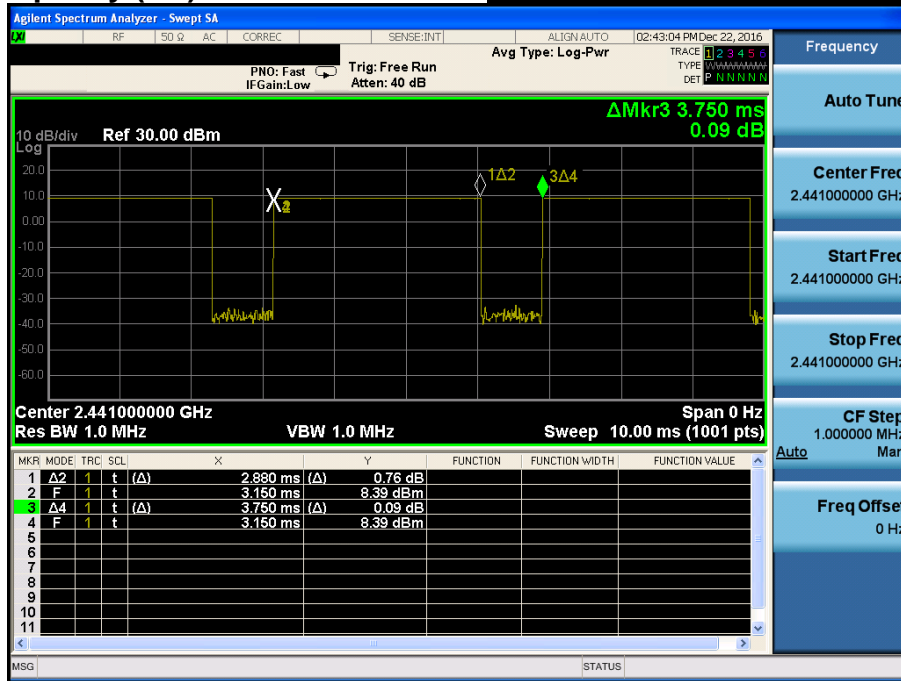 Agilent Spectrum Analyzer - Swept SA
LXI RF 50 Ω AC CORREC SENSE:INT ALIGN AUTO 02:43:04 PM Dec 22, 2016
Frequency
Avg Type: Log-Pwr
TRACE 1 2 3 4 5 6
PNO: Fast Trig: Free Run
TYPE
IFGain:Low Atten: 40 dB
DET P N N N N N
Auto Tune
ΔMkr3 3.750 ms
0.09 dB
10 dB/div Ref 30.00 dBm
Log
20.0
10.0
0.00
-10.0
-20.0
-30.0
-40.0
-50.0
-60.0
1Δ2
3Δ4
Center Freq
2.441000000 GHz
Start Freq
2.441000000 GHz
Stop Freq
2.441000000 GHz
Center 2.441000000 GHz Span 0 Hz
Res BW 1.0 MHz VBW 1.0 MHz Sweep 10.00 ms (1001 pts)
CF Step
1.000000 MHz
Auto Man
MKR MODE TRC SCL X Y FUNCTION FUNCTION WIDTH FUNCTION VALUE
1 Δ2 1 t (Δ) 2.880 ms (Δ) 0.76 dB
2 F 1 t 3.150 ms 8.39 dBm
3 Δ4 1 t (Δ) 3.750 ms (Δ) 0.09 dB
4 F 1 t 3.150 ms 8.39 dBm
5
6
7
8
9
10
11
Freq Offset
0 Hz
MSG STATUS